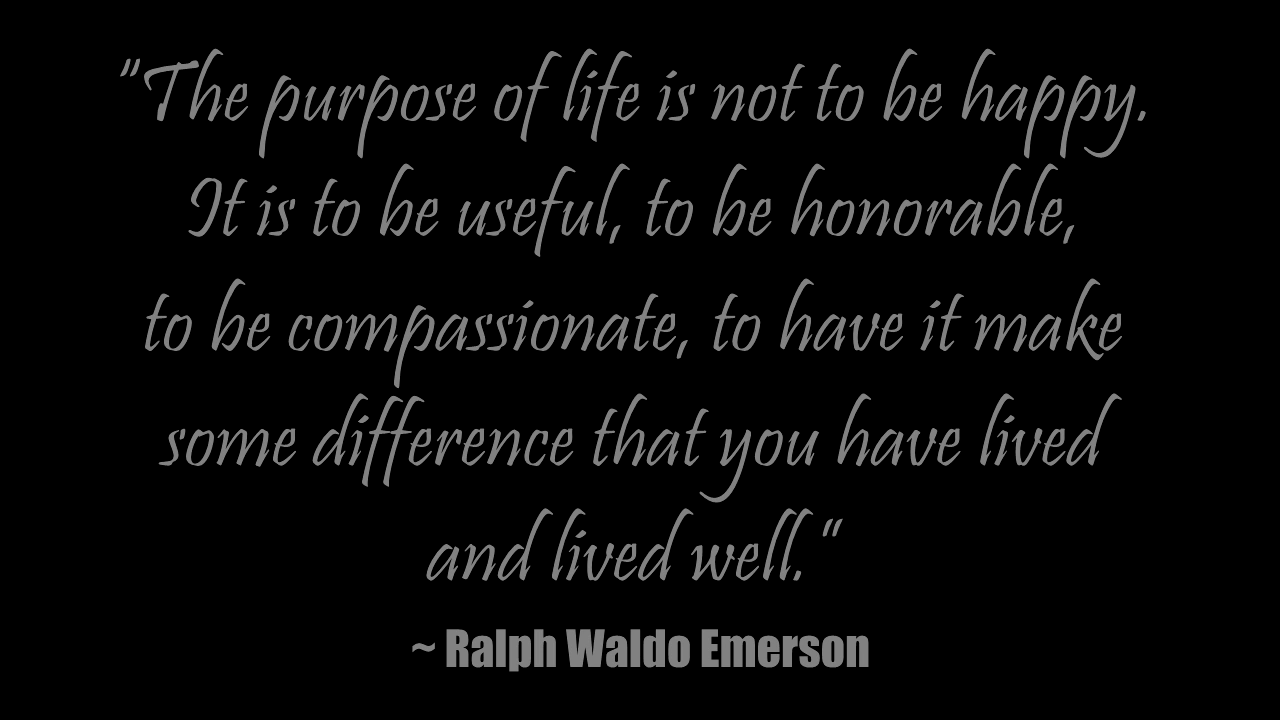 "The purpose of life is not to be happy.
It is to be useful, to be honorable,
to be compassionate, to have it make
some difference that you have lived
and lived well."
~ Ralph Waldo Emerson